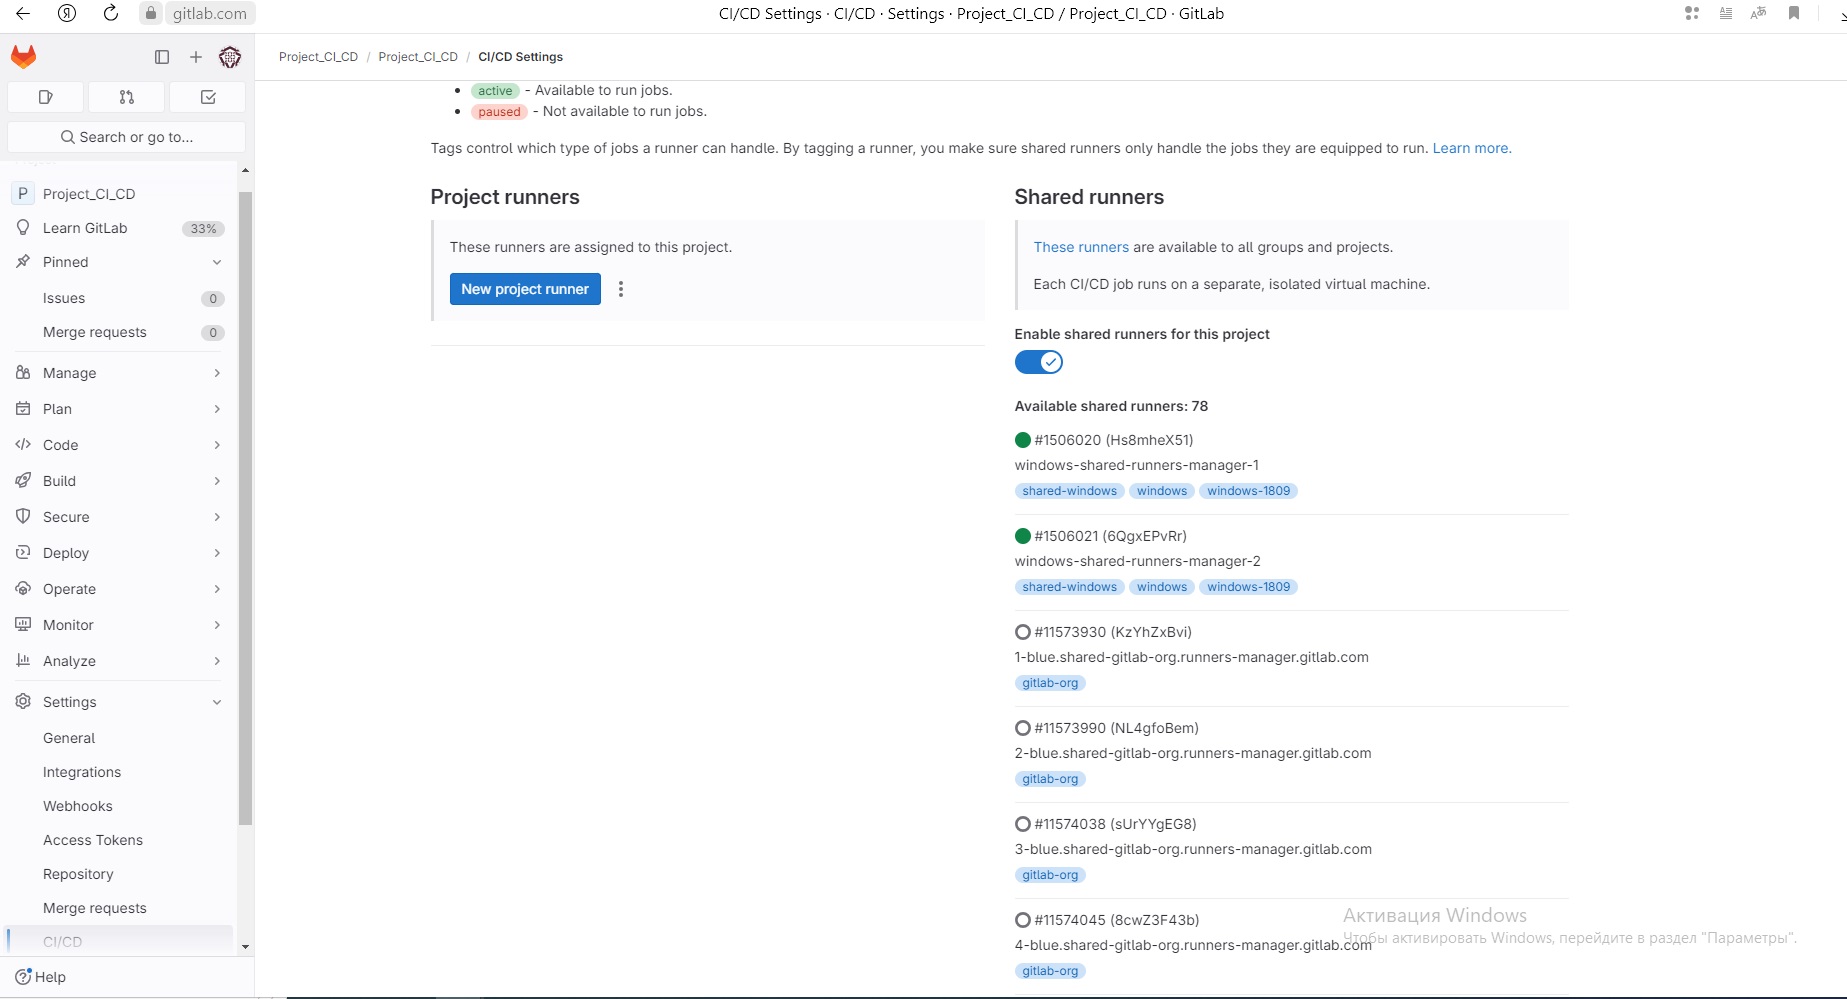 gitlab.com
CI/CD Settings · CI/CD · Settings · Project_CI_CD / Project_CI_CD · GitLab
Project_CI_CD / Project_CI_CD / CI/CD Settings
Search or go to...
P Project_CI_CD
Learn GitLab 33%
Pinned
Issues 0
Merge requests 0
Manage
Plan
Code
Build
Secure
Deploy
Operate
Monitor
Analyze
Settings
General
Integrations
Webhooks
Access Tokens
Repository
Merge requests
CI/CD
Help
active - Available to run jobs.
paused - Not available to run jobs.
Tags control which type of jobs a runner can handle. By tagging a runner, you make sure shared runners only handle the jobs they are equipped to run. Learn more.
Project runners
These runners are assigned to this project.
New project runner
Shared runners
These runners are available to all groups and projects.
Each CI/CD job runs on a separate, isolated virtual machine.
Enable shared runners for this project
Available shared runners: 78
#1506020 (Hs8mheX51)
windows-shared-runners-manager-1
shared-windows windows windows-1809
#1506021 (6QgxEPvRr)
windows-shared-runners-manager-2
shared-windows windows windows-1809
#11573930 (KzYhZxBvi)
1-blue.shared-gitlab-org.runners-manager.gitlab.com
gitlab-org
#11573990 (NL4gfoBem)
2-blue.shared-gitlab-org.runners-manager.gitlab.com
gitlab-org
#11574038 (sUrYYgEG8)
3-blue.shared-gitlab-org.runners-manager.gitlab.com
gitlab-org
#11574045 (8cwZ3F43b)
4-blue.shared-gitlab-org.runners-manager.gitlab.com
gitlab-org
Активация Windows
Чтобы активировать Windows, перейдите в раздел "Параметры".